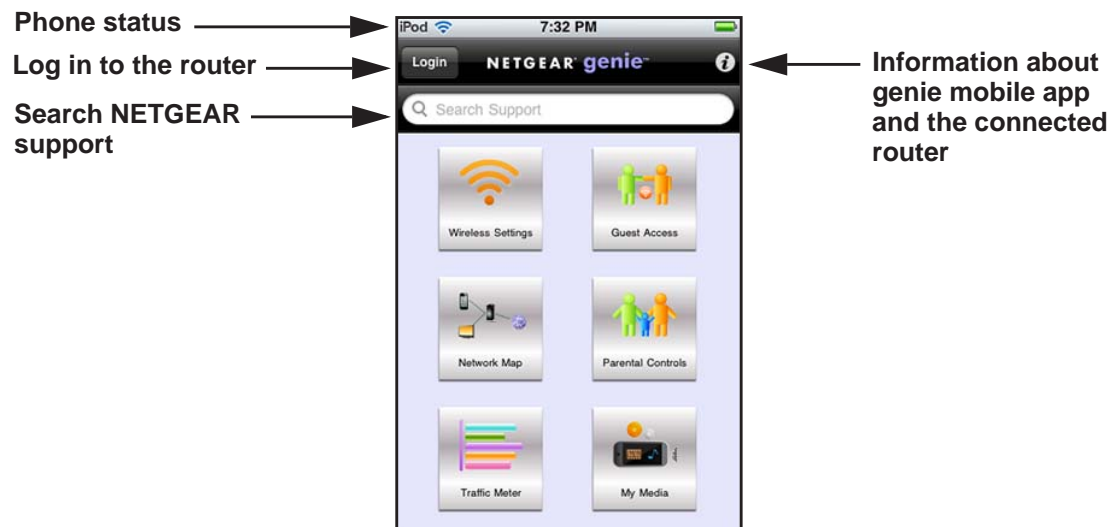 Phone status
iPod 7:32 PM
Log in to the router
Login NETGEAR® genie™
Information about
genie mobile app
and the connected
router
Search NETGEAR
support
Search Support
Wireless Settings
Guest Access
Network Map
Parental Controls
Traffic Meter
My Media